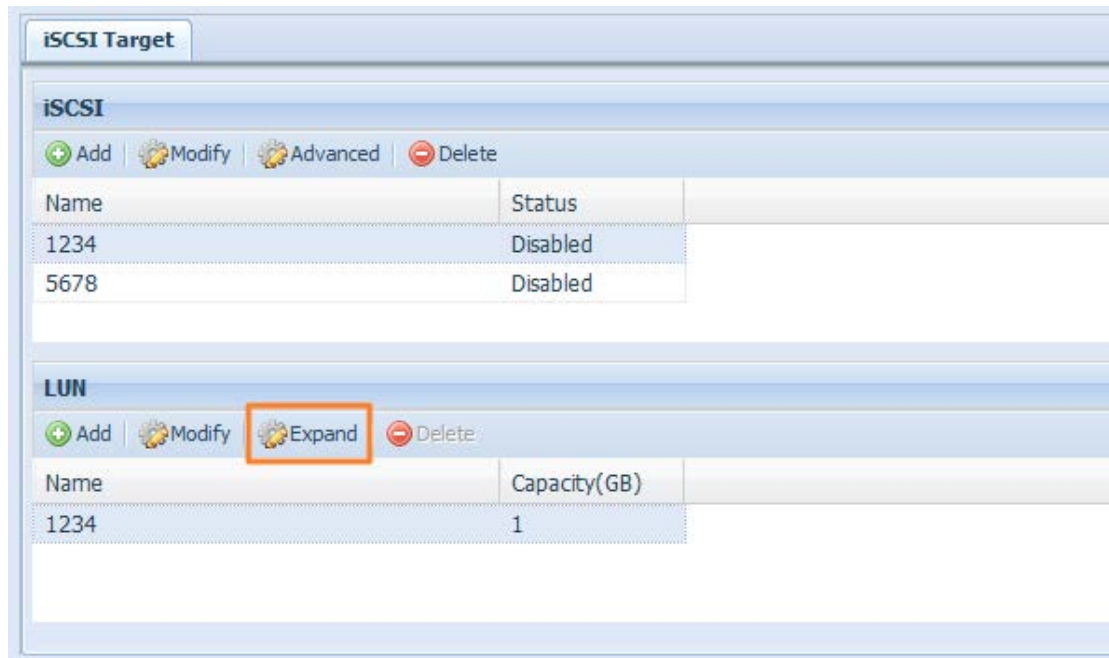 iSCSI Target
iSCSI
Add Modify Advanced Delete
Name Status
1234 Disabled
5678 Disabled
LUN
Add Modify Expand Delete
Name Capacity(GB)
1234 1